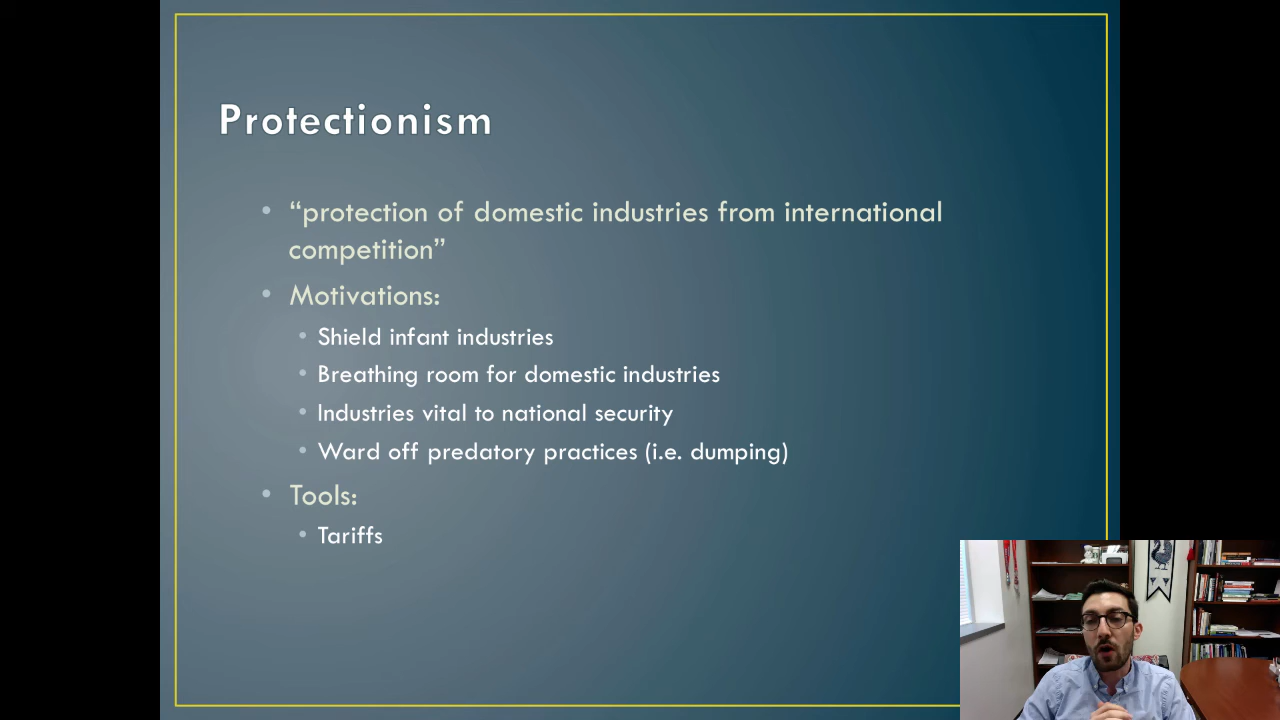 Protectionism
• “protection of domestic industries from international
competition”
• Motivations:
• Shield infant industries
• Breathing room for domestic industries
• Industries vital to national security
• Ward off predatory practices (i.e. dumping)
• Tools:
• Tariffs